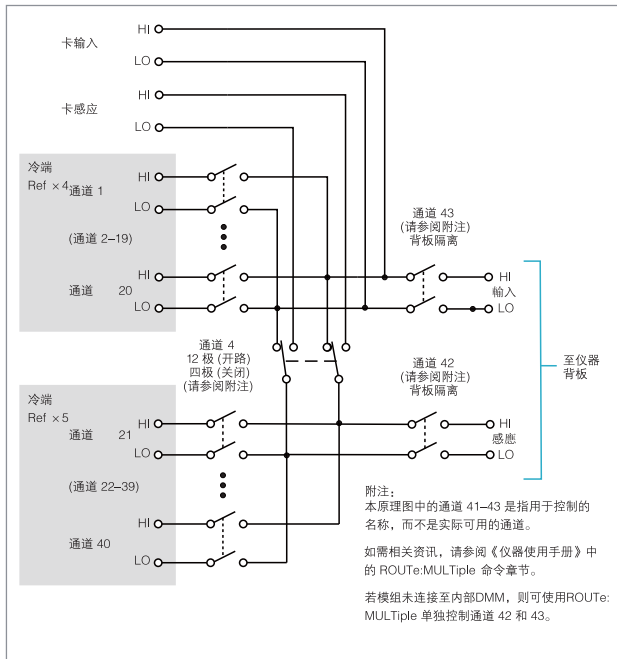 卡输入
HI
LO
卡感应
HI
LO
冷端
Ref ×4
通道 1
HI
LO
(通道 2–19)
通道 20
HI
LO
通道 43
(请参阅附注)
背板隔离
HI
输入
LO
通道 4
12 极 (开路)
四极 (关闭)
(请参阅附注)
通道 42
(请参阅附注)
背板隔离
至仪器
背板
冷端
Ref ×5
通道 21
HI
LO
HI
感應
LO
(通道 22–39)
通道 40
HI
LO
附注:
本原理图中的通道 41–43 是指用于控制的
名称,而不是实际可用的通道。
如需相关资讯,请参阅《仪器使用手册》中
的 ROUTe:MULTiple 命令章节。
若模组未连接至内部DMM,则可使用ROUTe:
MULTiple 单独控制通道 42 和 43。